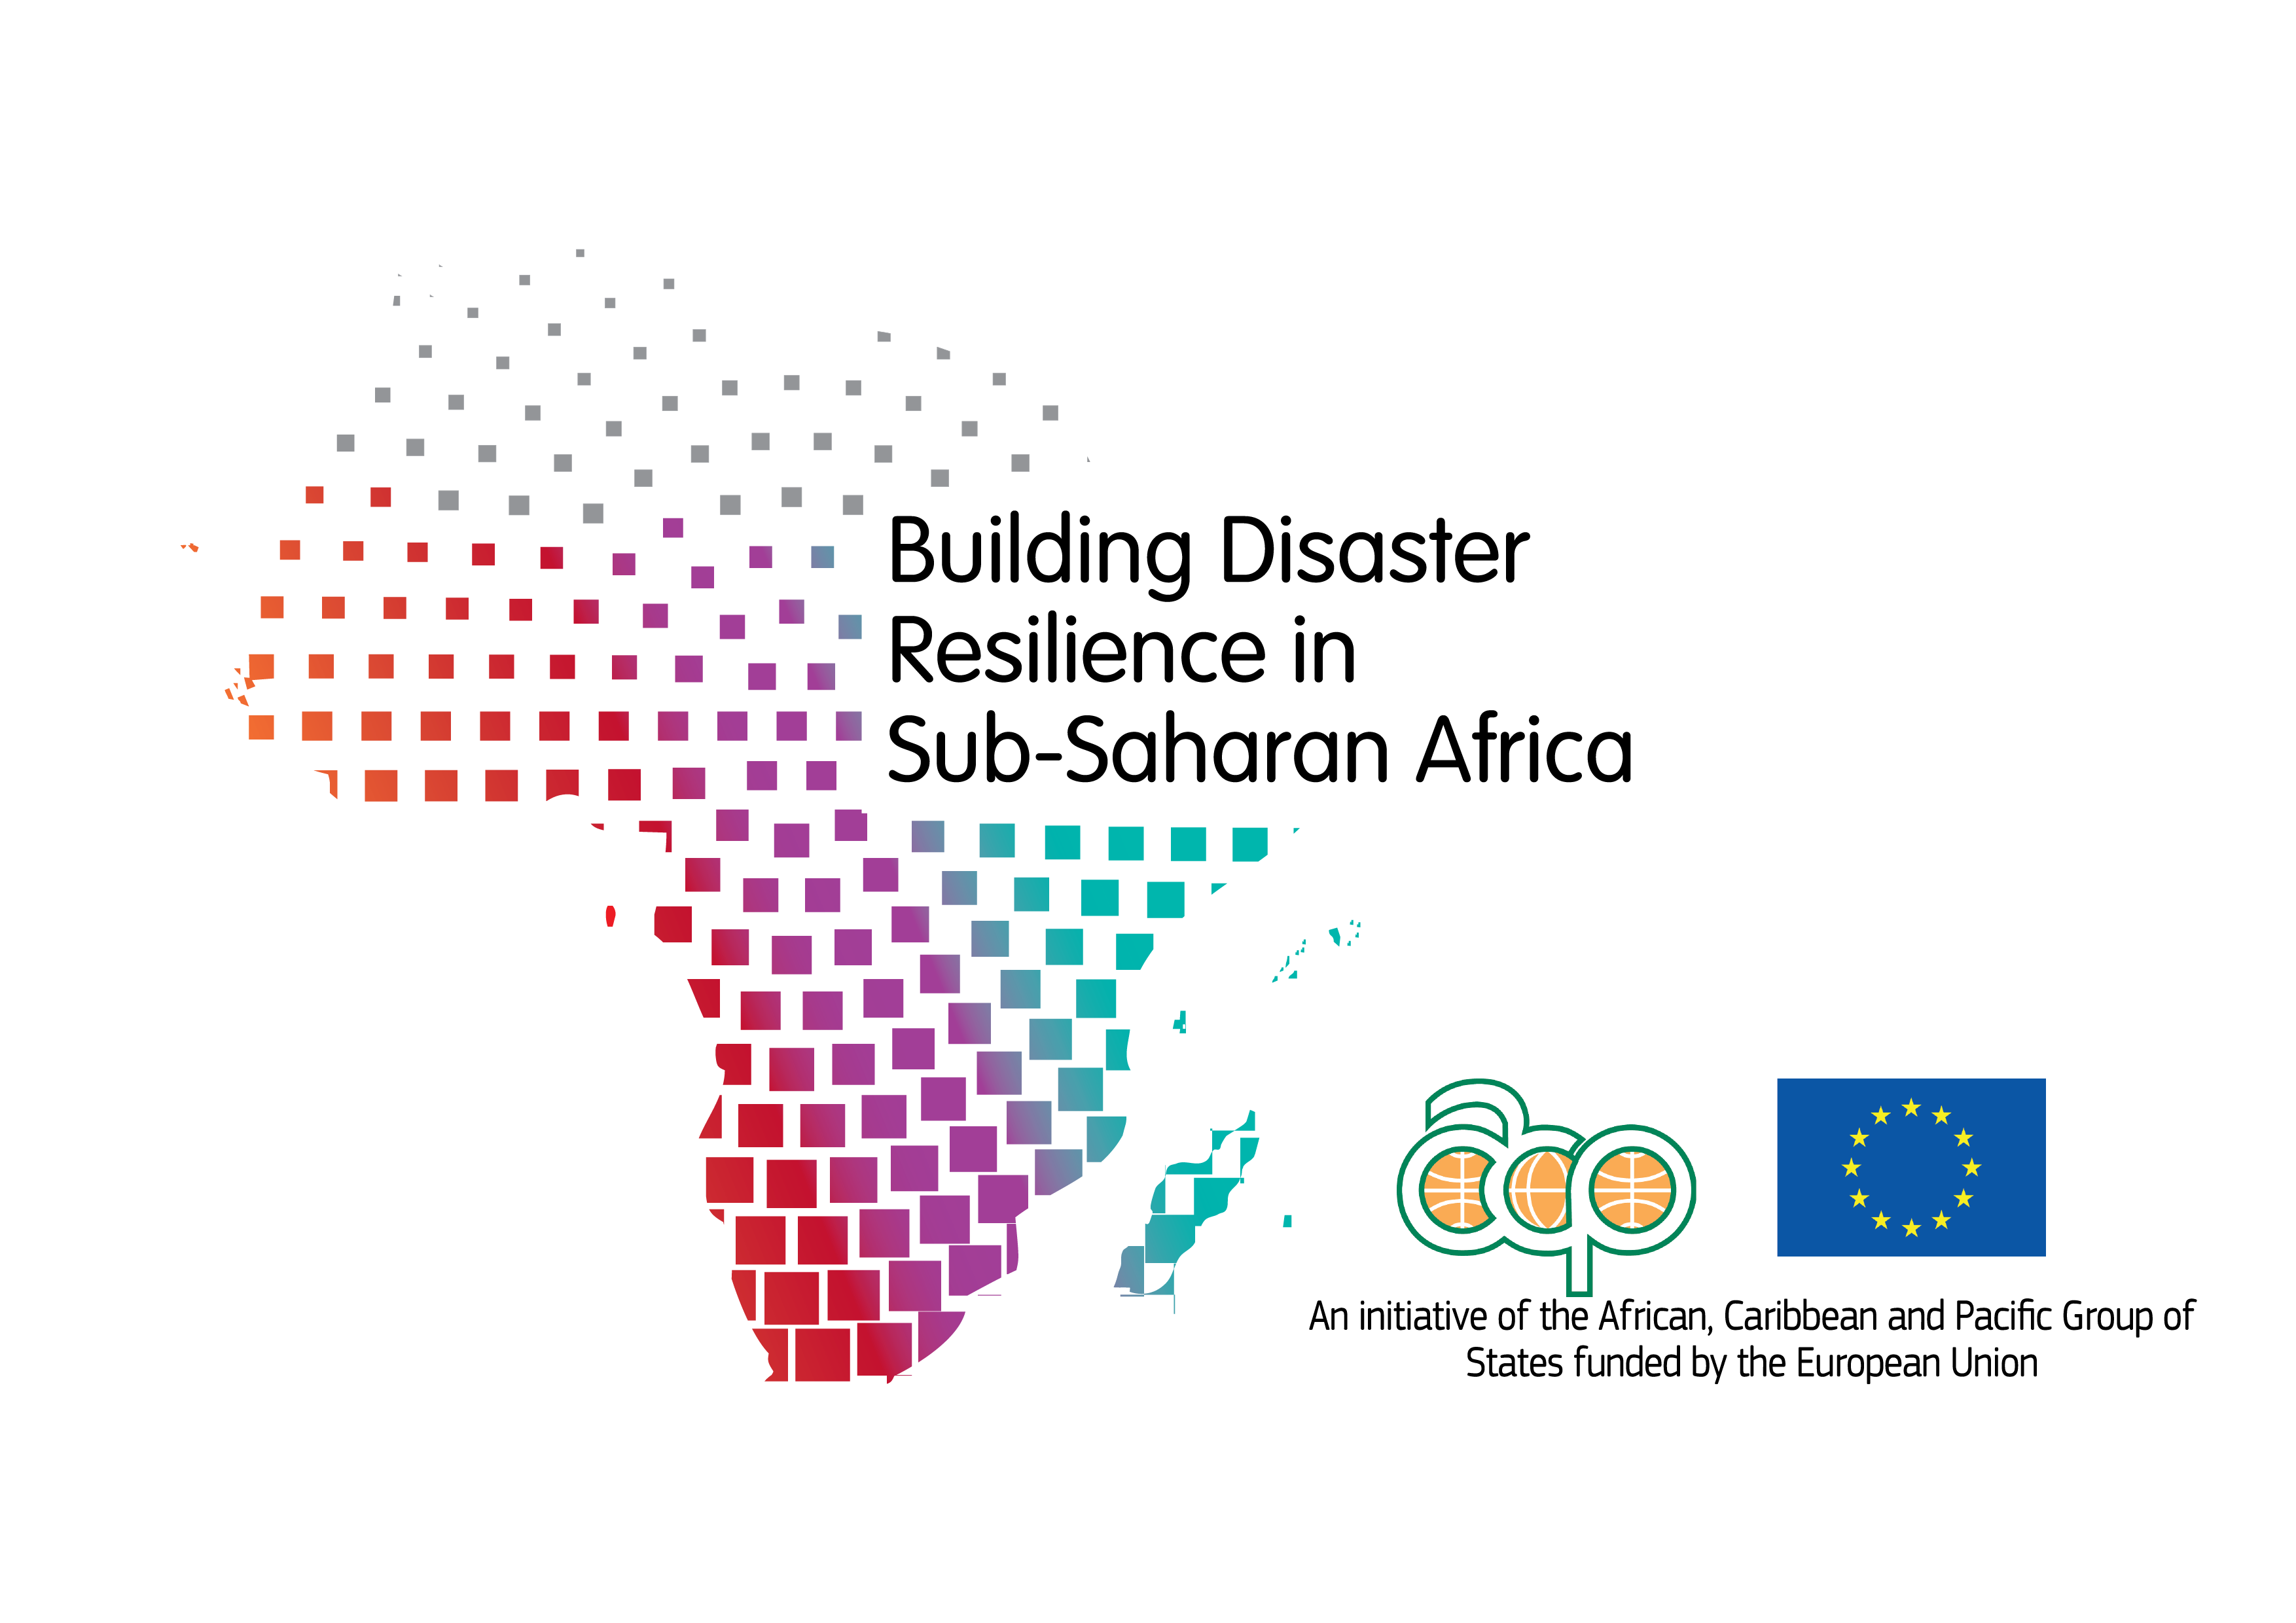 Building Disaster
Resilience in
Sub-Saharan Africa
acp
An initiative of the African, Caribbean and Pacific Group of
States funded by the European Union